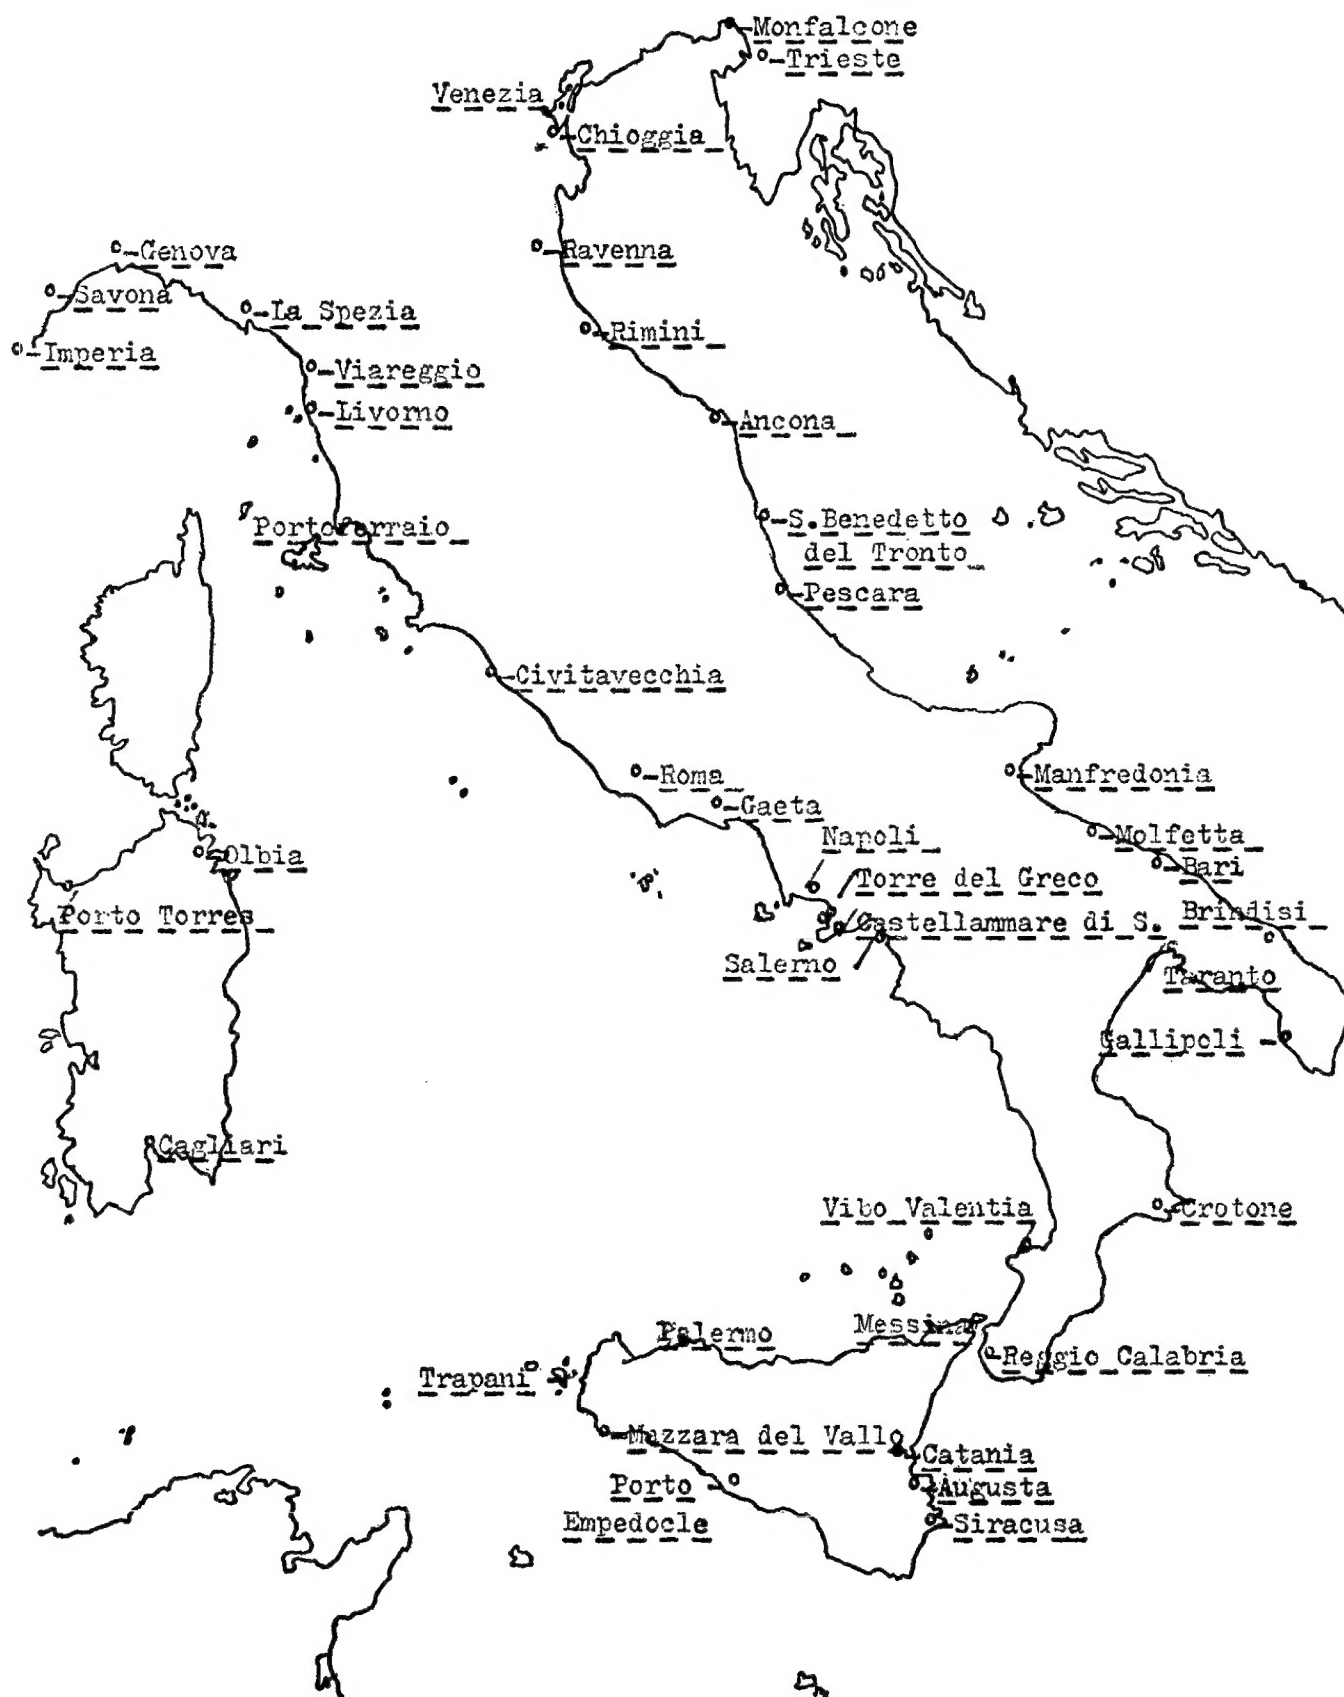 Monfalcone
Trieste
Venezia
Chioggia
Genova
Ravenna
Savona
La Spezia
Rimini
Imperia
Viareggio
Livorno
Ancona
Portoferraio
S.Benedetto
del Tronto
Pescara
Civitavecchia
Roma
Manfredonia
Gaeta
Napoli
Molfetta
Olbia
Bari
Torre del Greco
Porto Torres
Castellammare di S.
Brindisi
Salerno
Taranto
Gallipoli
Cagliari
Vibo Valentia
Crotone
Palermo
Messina
Reggio Calabria
Trapani
Mazzara del Vallo
Catania
Porto
Empedocle
Augusta
Siracusa